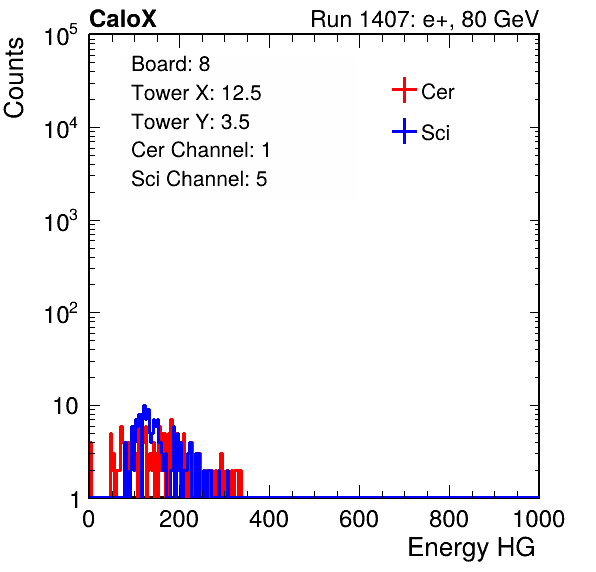 CaloX Run 1407: e+, 80 GeV
Counts
10^5
10^4
10^3
10^2
10
1
Board: 8
Tower X: 12.5
Tower Y: 3.5
Cer Channel: 1
Sci Channel: 5
Cer
Sci
0 200 400 600 800 1000
Energy HG